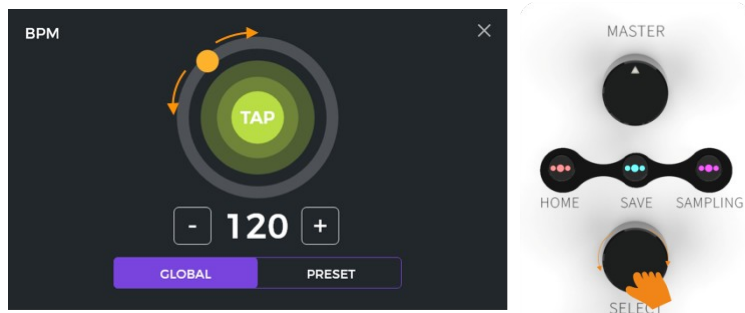 BPM
TAP
- 120 +
GLOBAL PRESET
MASTER
HOME SAVE SAMPLING
SELECT